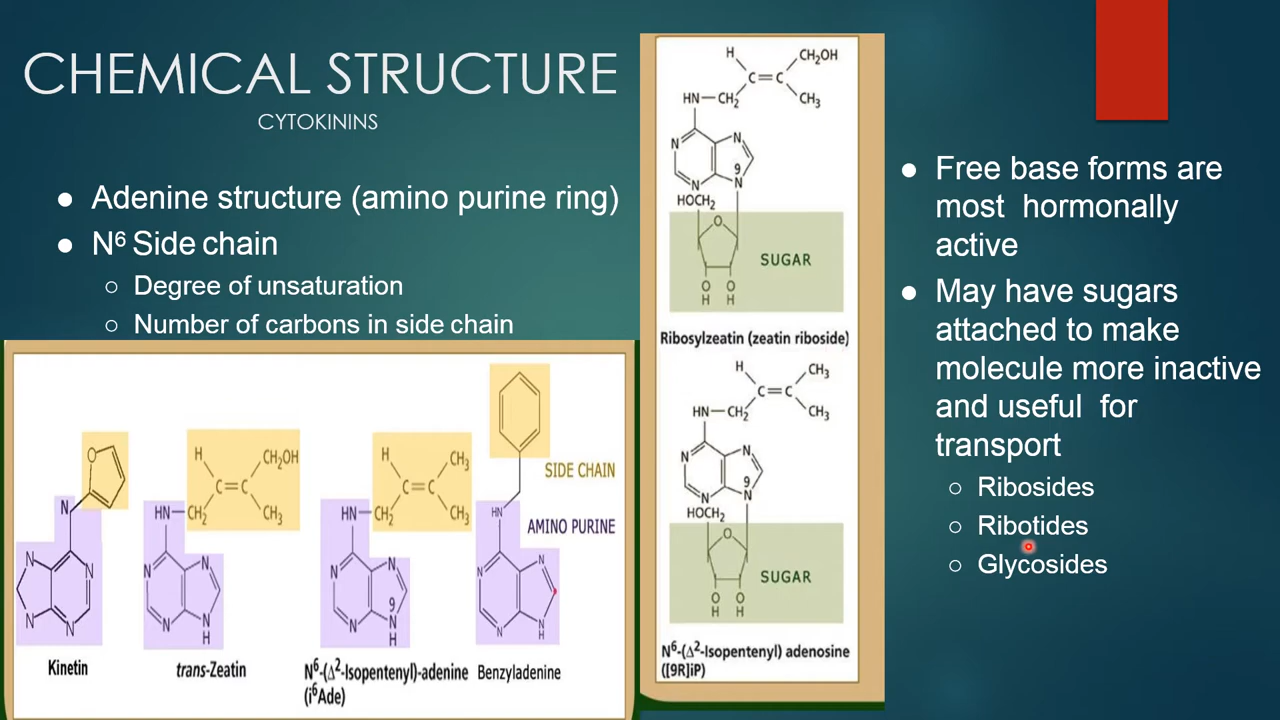 CHEMICAL STRUCTURE
CYTOKININS
● Adenine structure (amino purine ring)
● N⁶ Side chain
○ Degree of unsaturation
○ Number of carbons in side chain
SIDE CHAIN
AMINO PURINE
O
N
N
N
N
N
Kinetin
H
CH₂OH
C=C
HN—CH₂
CH₃
N
N
N
N
H
trans-Zeatin
H
CH₃
C=C
HN—CH₂
CH₃
N
N
9
N
N
H
N⁶-(Δ²-Isopentenyl)-adenine
(i⁶Ade)
HN
N
N
N
NH
Benzyladenine
H
CH₂OH
C=C
HN—CH₂
CH₃
N
N
9
N
N
HOCH₂
O
SUGAR
O O
H H
Ribosylzeatin (zeatin riboside)
H
CH₃
C=C
HN—CH₂
CH₃
N
N
9
N
N
HOCH₂
O
SUGAR
O O
H H
N⁶-(Δ²-Isopentenyl) adenosine
([9R]iP)
● Free base forms are
most hormonally
active
● May have sugars
attached to make
molecule more inactive
and useful for
transport
○ Ribosides
○ Ribotides
○ Glycosides